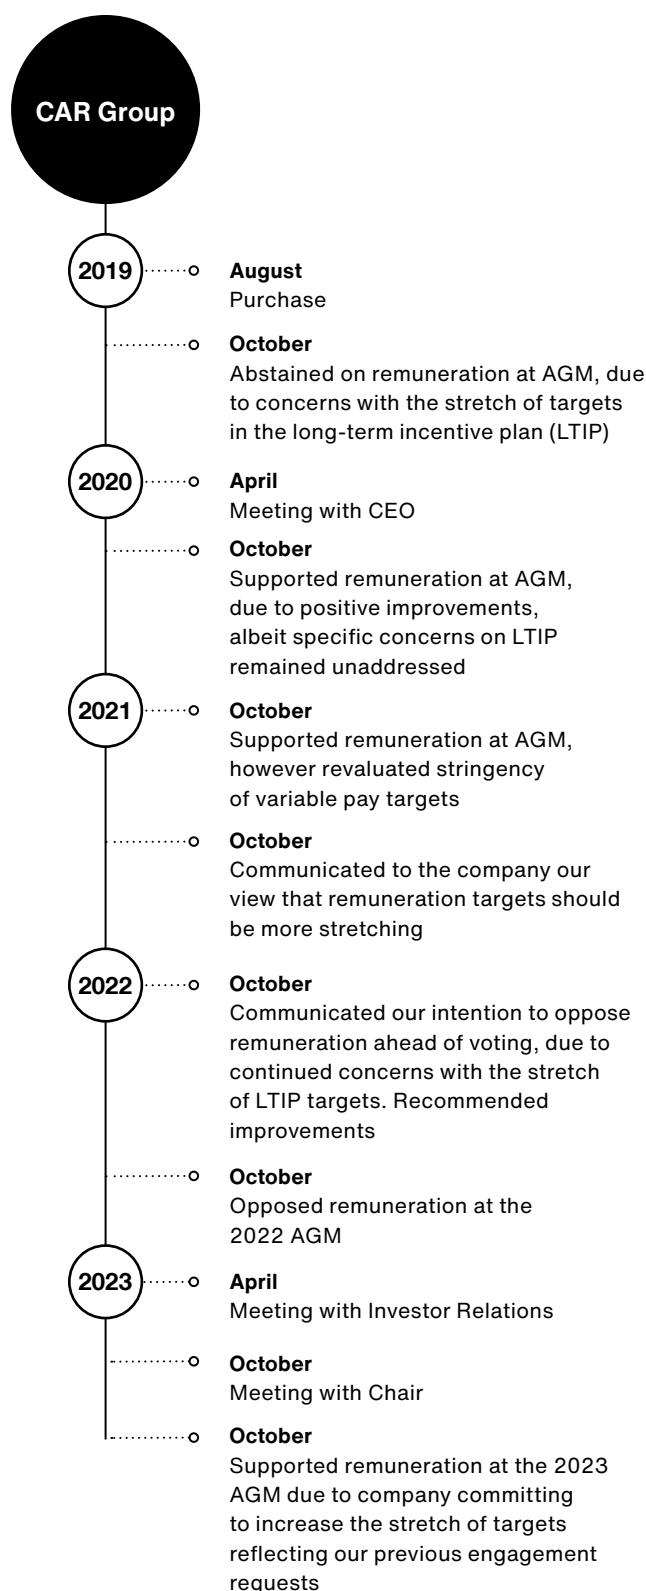 CAR Group
2019
August
Purchase
October
Abstained on remuneration at AGM, due
to concerns with the stretch of targets
in the long-term incentive plan (LTIP)
2020
April
Meeting with CEO
October
Supported remuneration at AGM,
due to positive improvements,
albeit specific concerns on LTIP
remained unaddressed
2021
October
Supported remuneration at AGM,
however revaluated stringency
of variable pay targets
October
Communicated to the company our
view that remuneration targets should
be more stretching
2022
October
Communicated our intention to oppose
remuneration ahead of voting, due to
continued concerns with the stretch
of LTIP targets. Recommended
improvements
October
Opposed remuneration at the
2022 AGM
2023
April
Meeting with Investor Relations
October
Meeting with Chair
October
Supported remuneration at the 2023
AGM due to company committing
to increase the stretch of targets
reflecting our previous engagement
requests